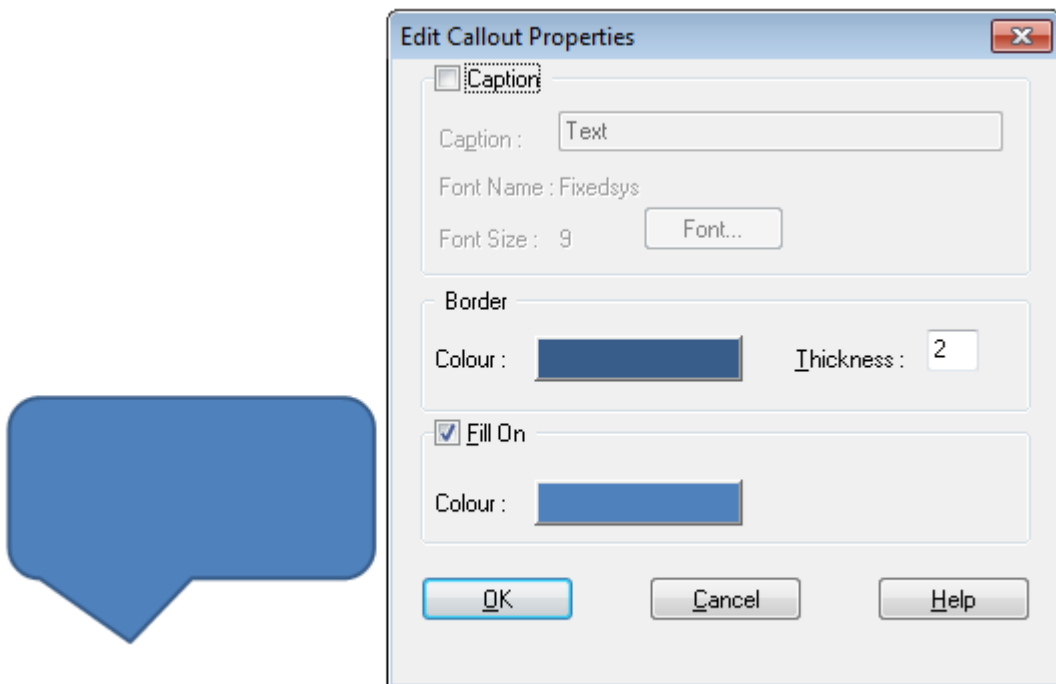 Edit Callout Properties
Caption
Caption : Text
Font Name : Fixedsys
Font Size : 9 Font...
Border
Colour : Thickness : 2
Fill On
Colour :
OK Cancel Help